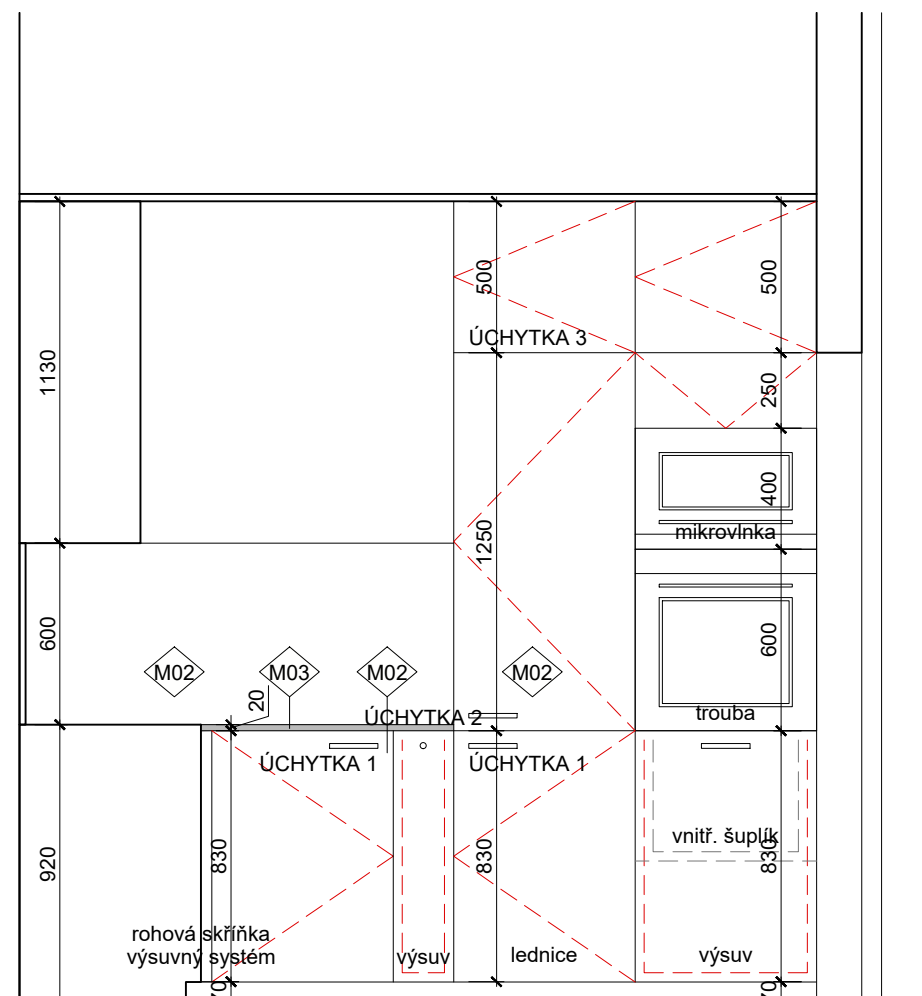 500
500
ÚCHYTKA 3
1130
250
400
mikrovlnka
1250
600
600
M02
M03
M02
M02
20
ÚCHYTKA 2
trouba
ÚCHYTKA 1
ÚCHYTKA 1
vnitř. šuplík
920
830
830
830
rohová skříňka
výsuvný systém
výsuv
lednice
výsuv